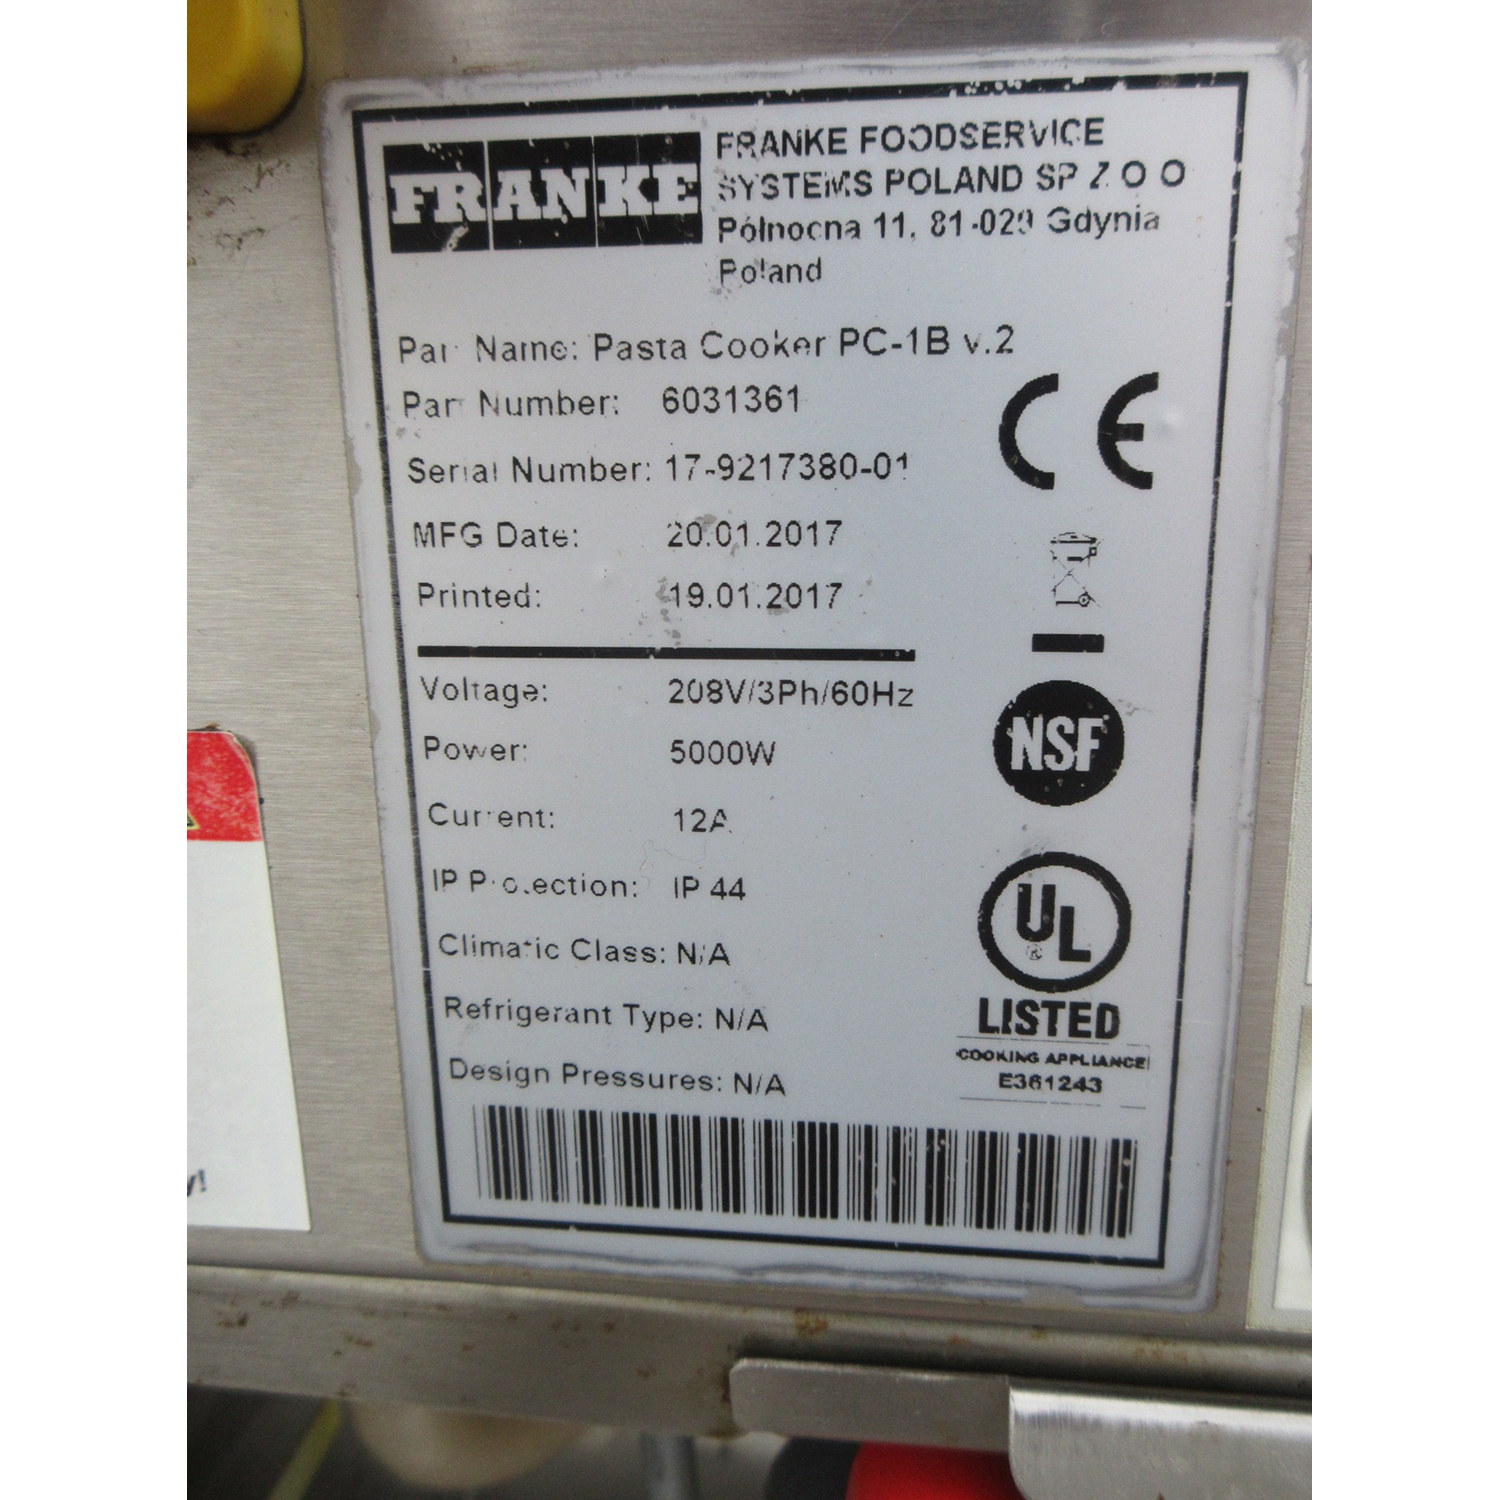 FRANKE
FRANKE FOODSERVICE
SYSTEMS POLAND SP Z O O
Północna 11, 81-029 Gdynia
Poland
Part Name: Pasta Cooker PC-1B v.2
Part Number: 6031361
Serial Number: 17-9217380-01
MFG Date: 20.01.2017
Printed: 19.01.2017
Voltage: 208V/3Ph/60Hz
Power: 5000W
Current: 12A
IP Protection: IP 44
Climatic Class: N/A
Refrigerant Type: N/A
Design Pressures: N/A
CE
NSF
UL
®
LISTED
COOKING APPLIANCE
E361243